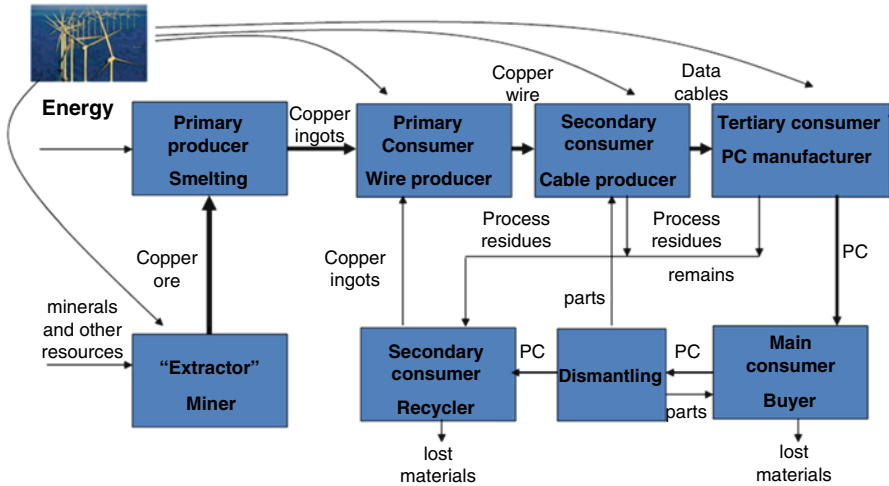 Energy
Primary
producer
Smelting
Copper
ingots
Primary
Consumer
Wire producer
Copper
wire
Secondary
consumer
Cable producer
Data
cables
Tertiary consumer
PC manufacturer
Copper
ore
Copper
ingots
Process
residues
Process
residues
remains
parts
PC
minerals
and other
resources
“Extractor”
Miner
Secondary
consumer
Recycler
PC
Dismantling
PC
parts
Main
consumer
Buyer
lost
materials
lost
materials